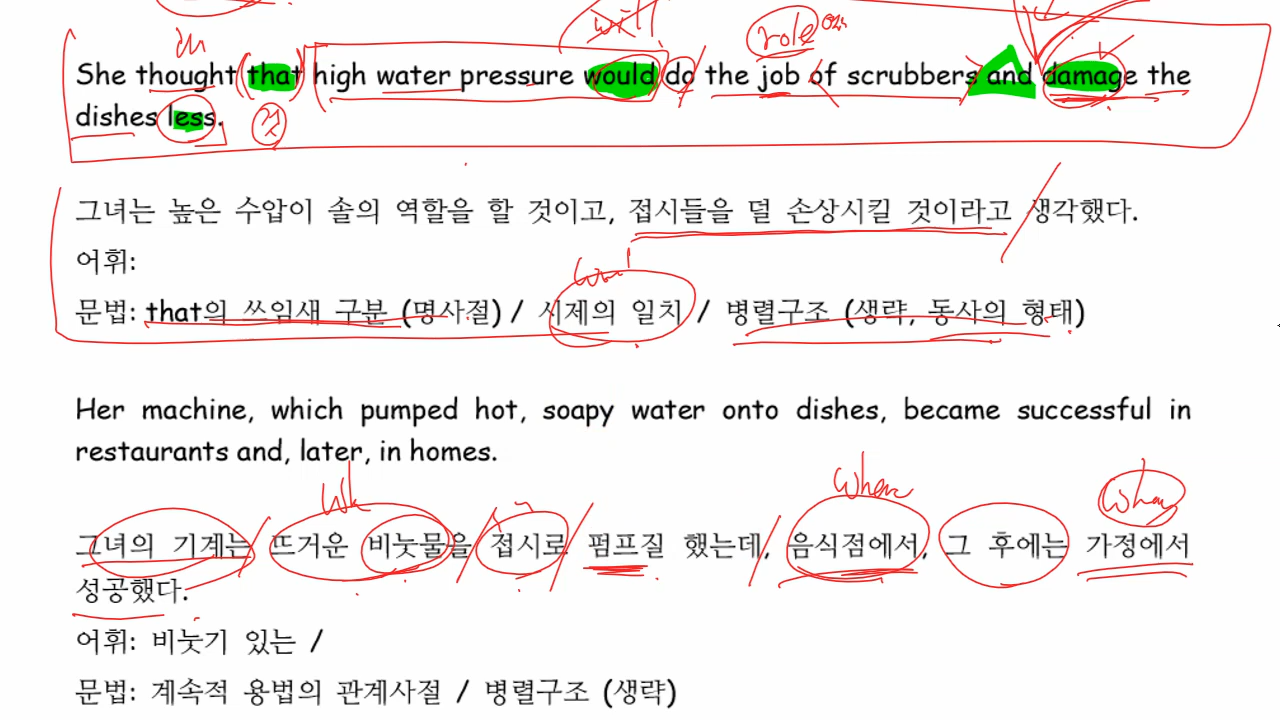 will
role
She thought that high water pressure would do the job of scrubbers and damage the
dishes less.
것
그녀는 높은 수압이 솔의 역할을 할 것이고, 접시들을 덜 손상시킬 것이라고 생각했다.
어휘:
문법: that의 쓰임새 구분 (명사절) / 시제의 일치 / 병렬구조 (생략, 동사의 형태)
Her machine, which pumped hot, soapy water onto dishes, became successful in
restaurants and, later, in homes.
그녀의 기계는 뜨거운 비눗물을 접시로 펌프질 했는데, 음식점에서, 그 후에는 가정에서
성공했다.
어휘: 비눗기 있는 /
문법: 계속적 용법의 관계사절 / 병렬구조 (생략)